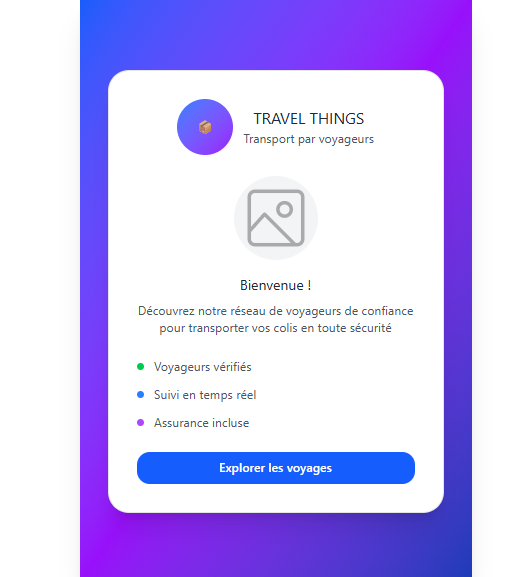 TRAVEL THINGS
Transport par voyageurs
Bienvenue !
Découvrez notre réseau de voyageurs de confiance
pour transporter vos colis en toute sécurité
Voyageurs vérifiés
Suivi en temps réel
Assurance incluse
Explorer les voyages